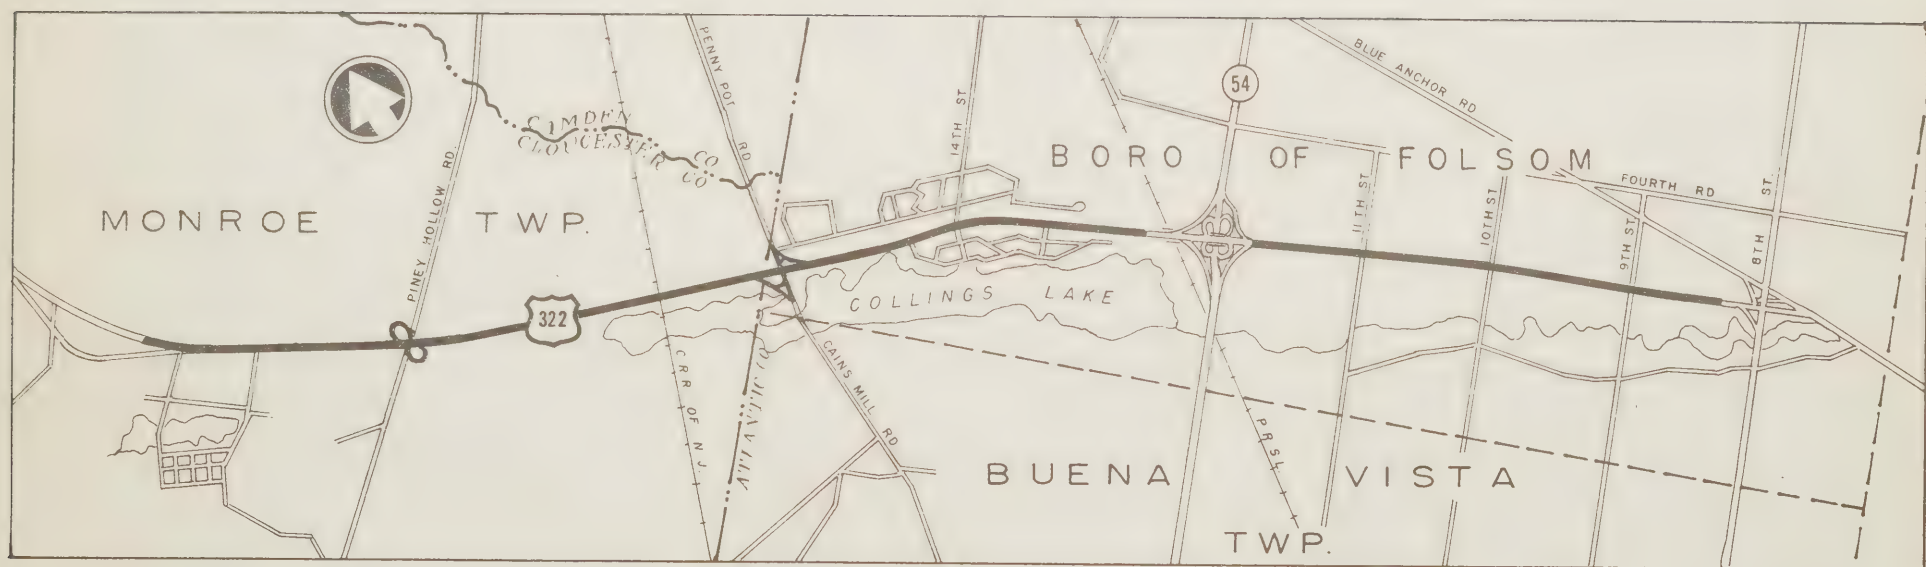 MONROE TWP.
PINEY HOLLOW RD.
322
CAMDEN CO
GLOUCESTER CO
PENNY POT RD
C R R OF N. J.
ATLANTIC CO
CAINS MILL RD
14TH ST
COLLINGS LAKE
54
BORO OF FOLSOM
BLUE ANCHOR RD
11TH ST
10TH ST
9TH ST
8TH ST.
FOURTH RD
P R S L
BUENA VISTA
TWP.